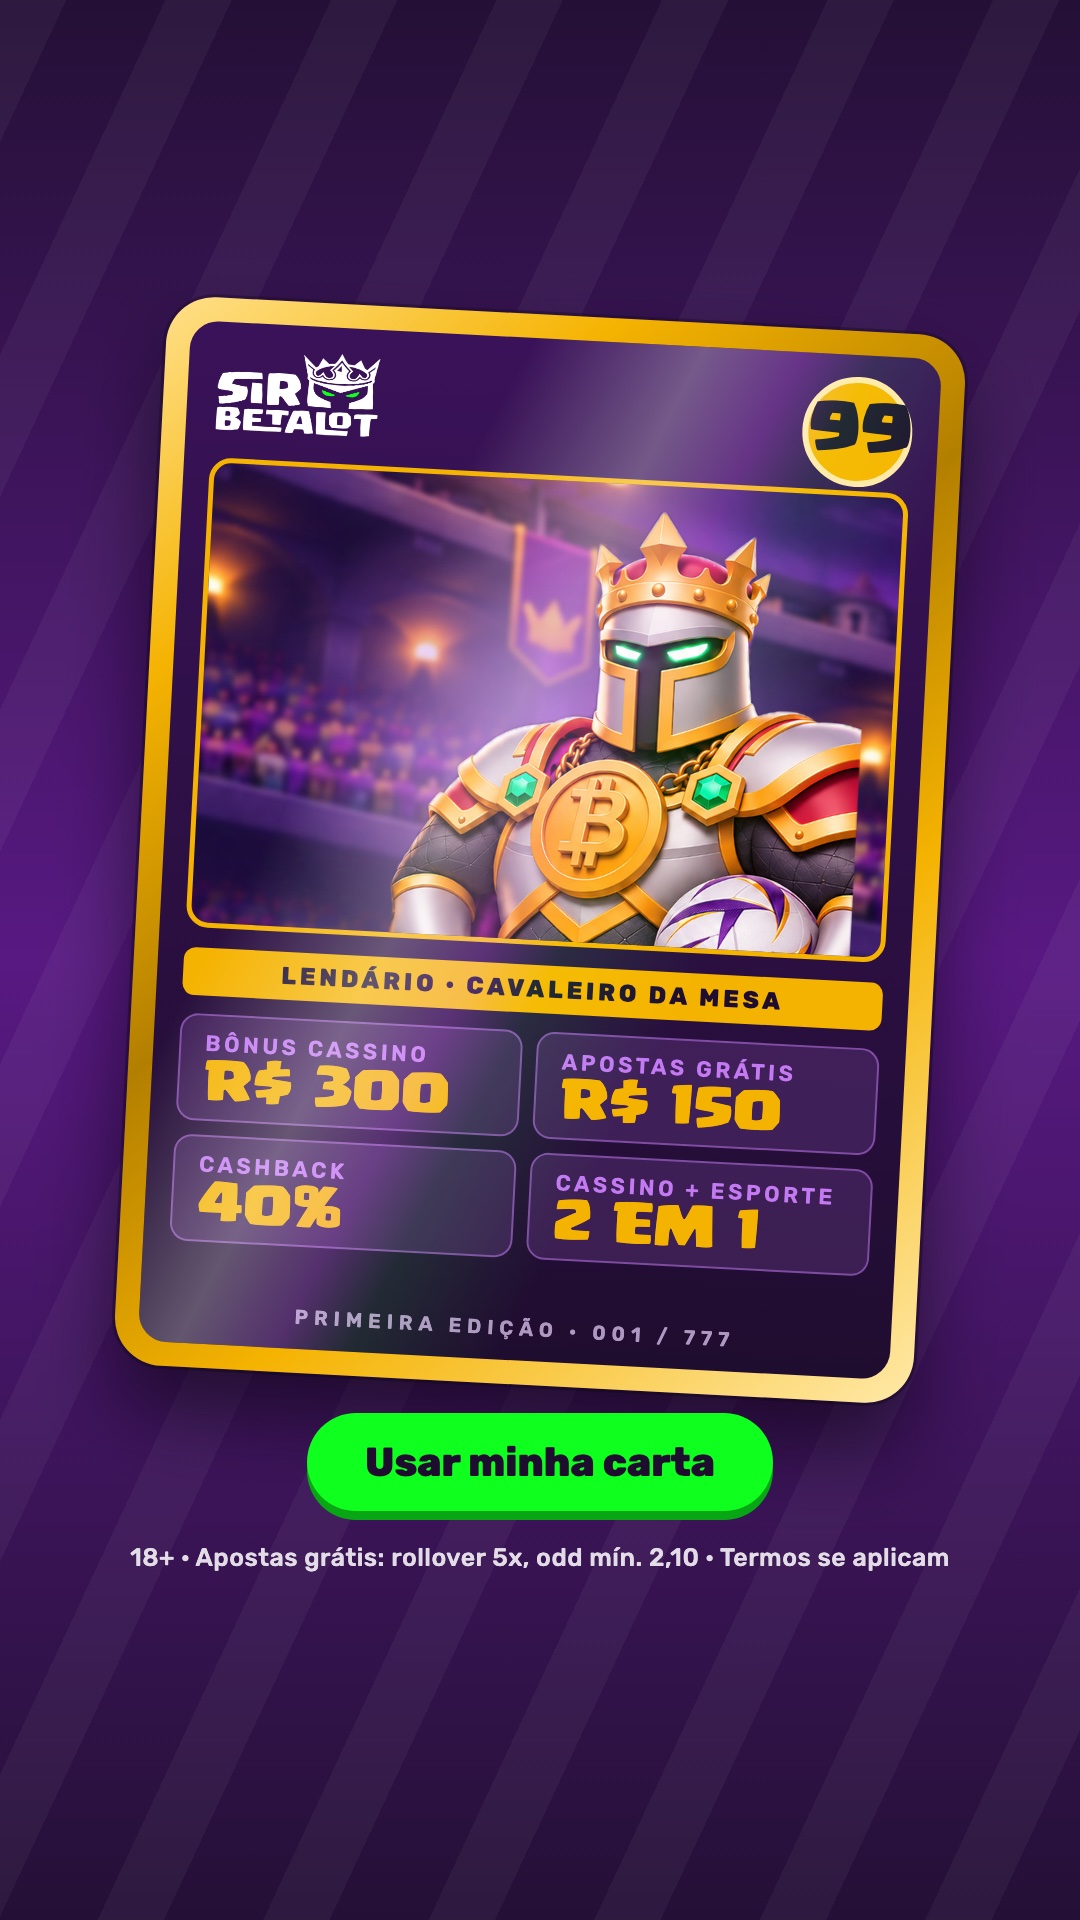 SiR
BETALOT
99
LENDÁRIO • CAVALEIRO DA MESA
BÔNUS CASSINO
R$ 300
APOSTAS GRÁTIS
R$ 150
CASHBACK
40%
CASSINO + ESPORTE
2 EM 1
PRIMEIRA EDIÇÃO • 001 / 777
Usar minha carta
18+ • Apostas grátis: rollover 5x, odd mín. 2,10 • Termos se aplicam